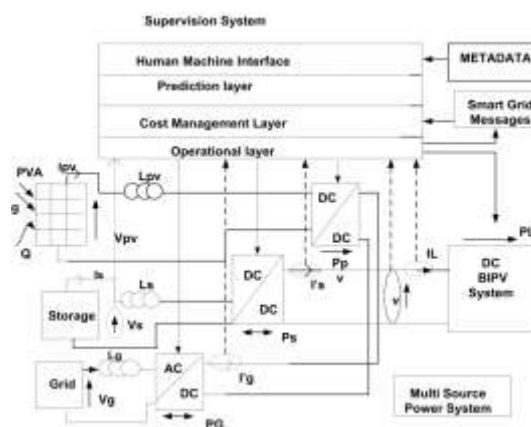 Supervision System
Human Machine Interface
METADATA
Prediction layer
Smart Grid
Messages
Cost Management Layer
Operational layer
Ipv
PVA
Lpv
DC
PL
g
Q
Vpv
DC
Pp
v
IL
DC
BIPV
System
Is
DC
I's
v
Ls
Storage
Vs
DC
Ps
Lg
AC
I'g
Grid
Vg
DC
PG
Multi Source
Power System